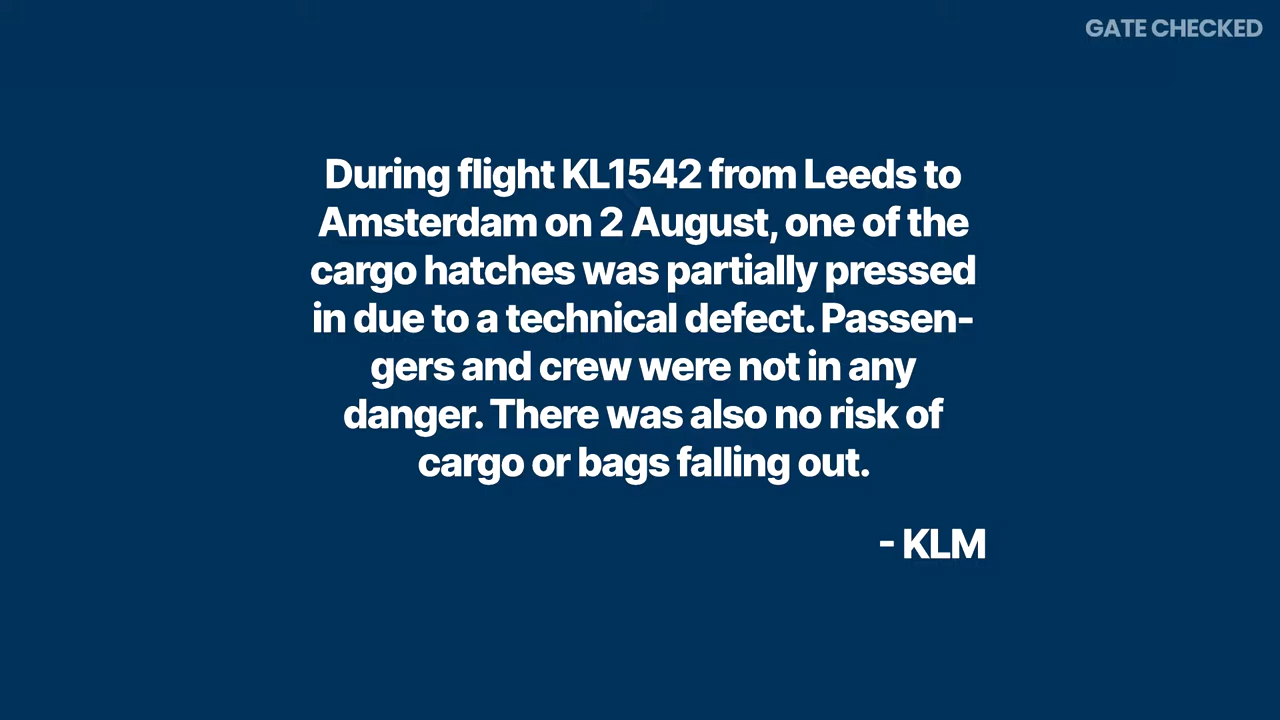 GATE CHECKED
During flight KL1542 from Leeds to
Amsterdam on 2 August, one of the
cargo hatches was partially pressed
in due to a technical defect. Passen-
gers and crew were not in any
danger. There was also no risk of
cargo or bags falling out.
- KLM